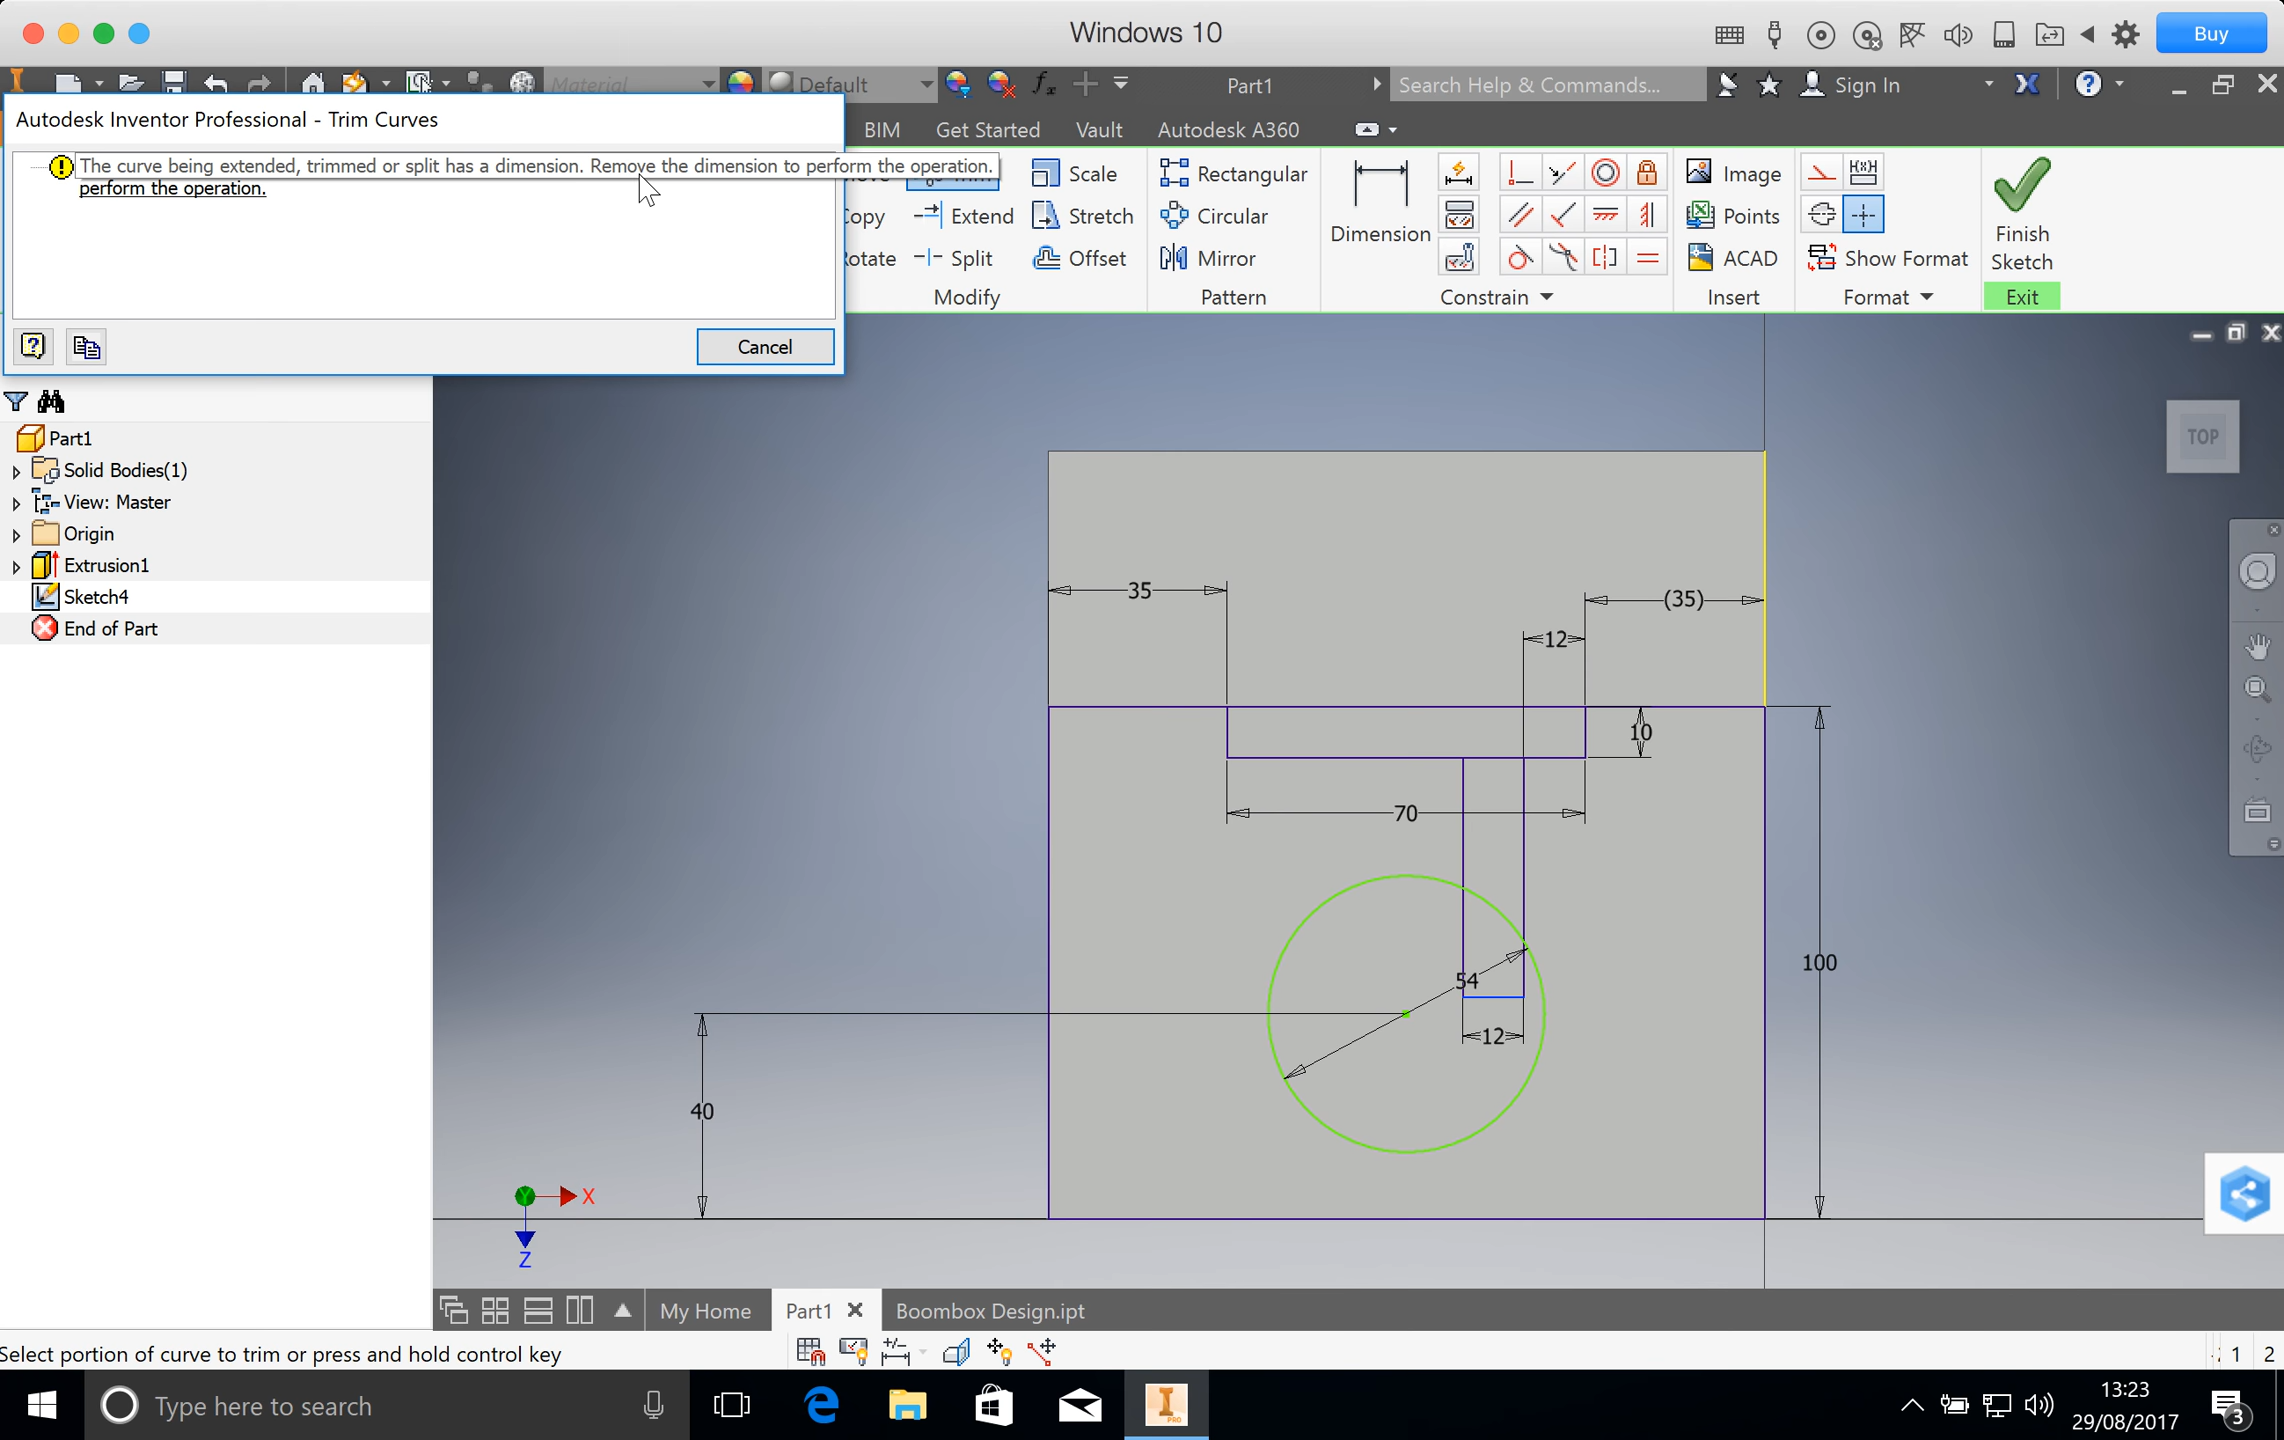 Windows 10
Buy
Material
Default
Part1
Search Help & Commands...
Sign In
Autodesk Inventor Professional - Trim Curves
BIM
Get Started
Vault
Autodesk A360
The curve being extended, trimmed or split has a dimension. Remove the dimension to perform the operation.
perform the operation.
Cancel
Copy
Rotate
Extend
Split
Scale
Stretch
Offset
Modify
Rectangular
Circular
Mirror
Pattern
Dimension
Constrain
Image
Points
ACAD
Insert
Show Format
Format
Finish
Sketch
Exit
Part1
Solid Bodies(1)
View: Master
Origin
Extrusion1
Sketch4
End of Part
TOP
35
(35)
12
10
70
100
54
12
40
X
Y
Z
My Home
Part1
Boombox Design.ipt
Select portion of curve to trim or press and hold control key
1 2
Type here to search
PRO
13:23
29/08/2017
3